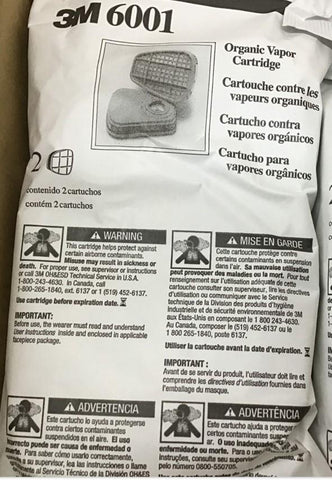 3M 6001
Organic Vapor
Cartridge
Cartouche contre les
vapeurs organiques
Cartucho contra
vapores orgánicos
Cartucho para
vapores orgânicos
2
contenido 2 cartuchos
contém 2 cartuchos
WARNING
This cartridge helps protect against
certain airborne contaminants.
Misuse may result in sickness or
death. For proper use, see supervisor or instructions
or call 3M OH&ESD Technical Service in U.S.A.
1-800-243-4630. In Canada, call
1-800-265-1840, ext. 6137 or 1 (519) 452-6137.
Use cartridge before expiration date.
IMPORTANT:
Before use, the wearer must read and understand
User Instructions inside and enclosed in applicable
facepiece package.
MISE EN GARDE
Cette cartouche protège contre
certains contaminants en suspension
dans l'air. Sa mauvaise utilisation
peut provoquer des maladies ou la mort. Pour tout
renseignement sur l'utilisation adéquate de cette
cartouche consulter son superviseur, lire les directives
d'utilisation ou communiquer avec le Service
technique de la Division des produits d'hygiène
Industrielle et de sécurité environnementale de 3M
aux États-Unis en composant le 1 800 243-4630.
Au Canada, composer le (519) 452-6137 ou le
1 800 265-1840, poste 6137.
Utiliser la cartouche avant la date d'expiration.
IMPORTANT :
Avant de se servir du produit, l'utilisateur doit lire et
comprendre les directives d'utilisation fournies dans
l'emballage du masque.
ADVERTENCIA
Este cartucho lo ayuda a protegerse
contra ciertos contaminantes
suspendidos en el aire. El uso
incorrecto puede ser causa de enfermedad o
muerte. Para saber cómo usarlo correctamente,
a su supervisor, lea las instrucciones o llame
al Servicio Técnico de la División OH&ES
ADVERTÊNCIA
Este cartucho ajuda a proteger
certos contaminantes
ar. O uso inadequado
enfermidade ou morte. Para o
instruções, consulte seu supervi
pelo número 0800-550705.